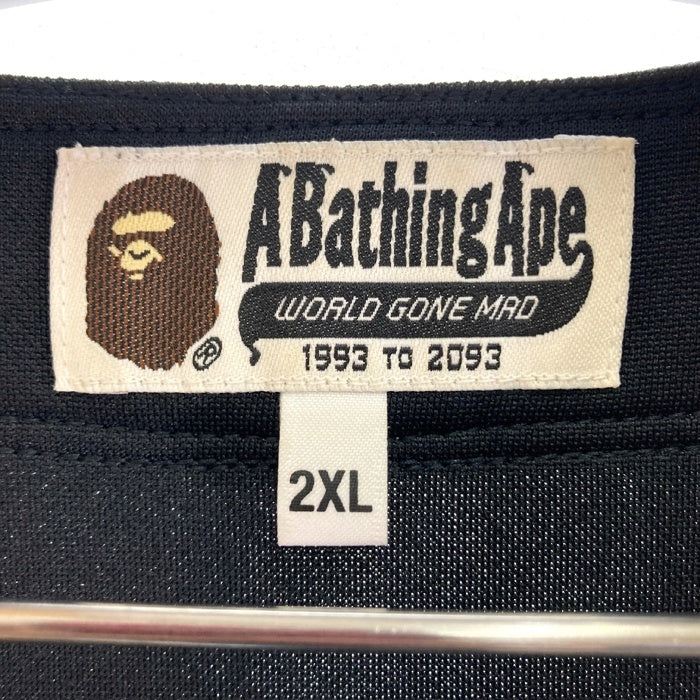 A Bathing Ape
WORLD GONE MAD
1993 TO 2093
®
2XL